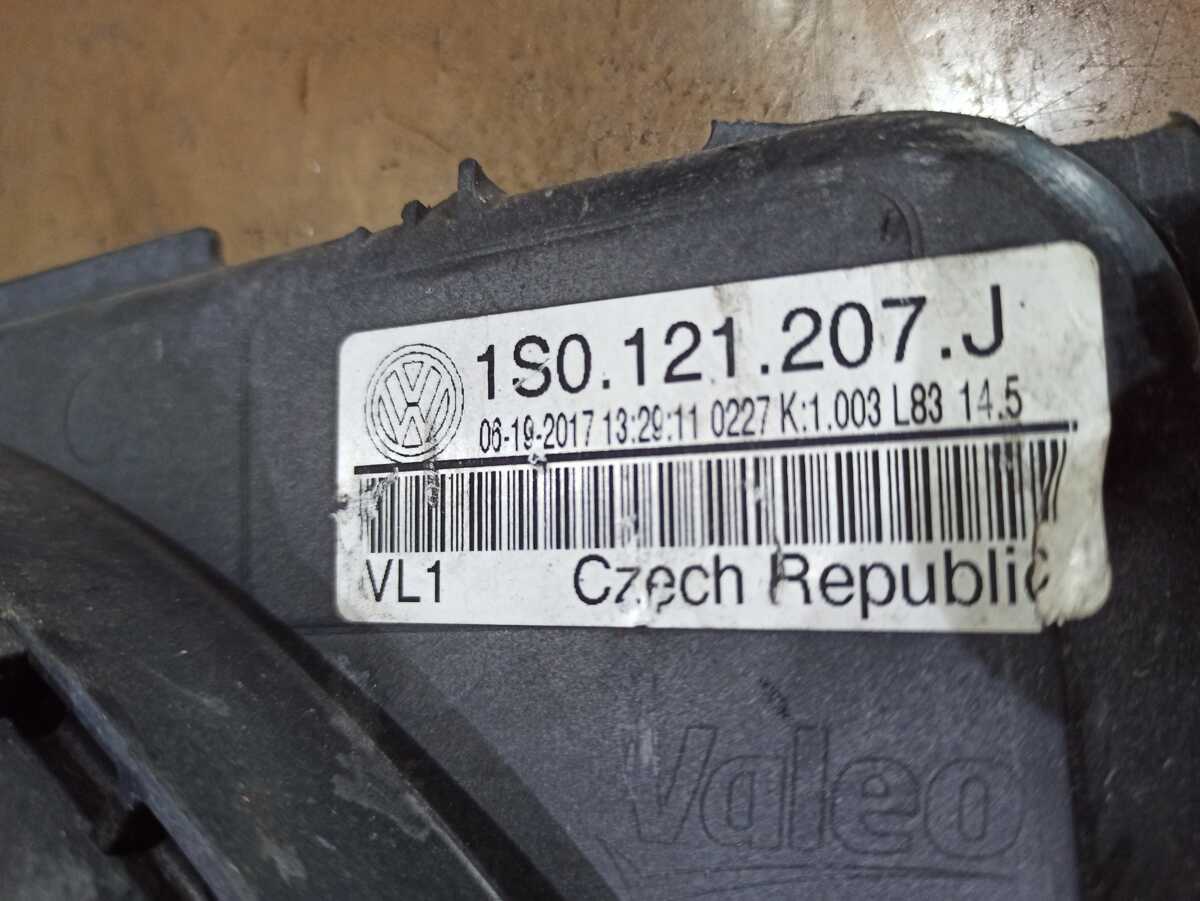 1S0.121.207.J
06-19-2017 13:29:11 0227 K:1.003 L83 14.5
VL1 Czech Republic
Valeo